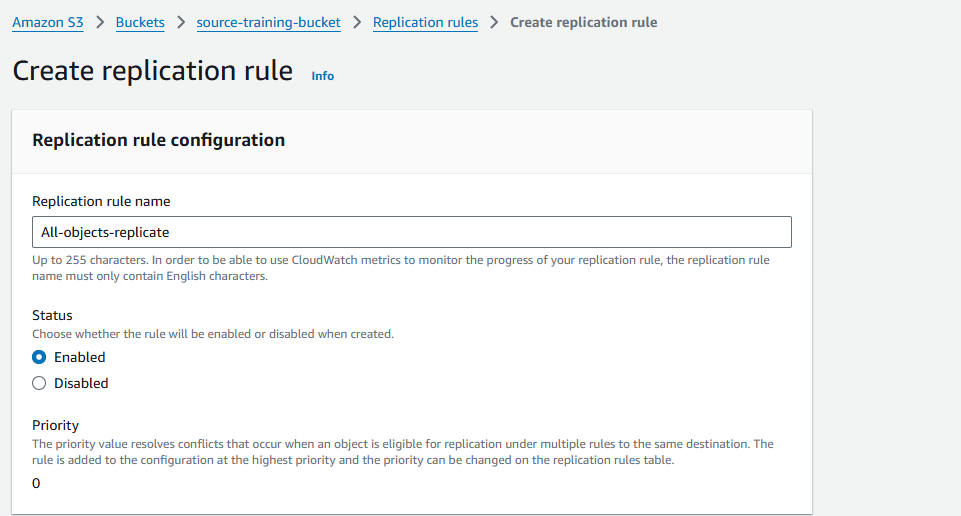 Amazon S3 > Buckets > source-training-bucket > Replication rules > Create replication rule
Create replication rule Info
Replication rule configuration
Replication rule name
All-objects-replicate
Up to 255 characters. In order to be able to use CloudWatch metrics to monitor the progress of your replication rule, the replication rule
name must only contain English characters.
Status
Choose whether the rule will be enabled or disabled when created.
Enabled
Disabled
Priority
The priority value resolves conflicts that occur when an object is eligible for replication under multiple rules to the same destination. The
rule is added to the configuration at the highest priority and the priority can be changed on the replication rules table.
0